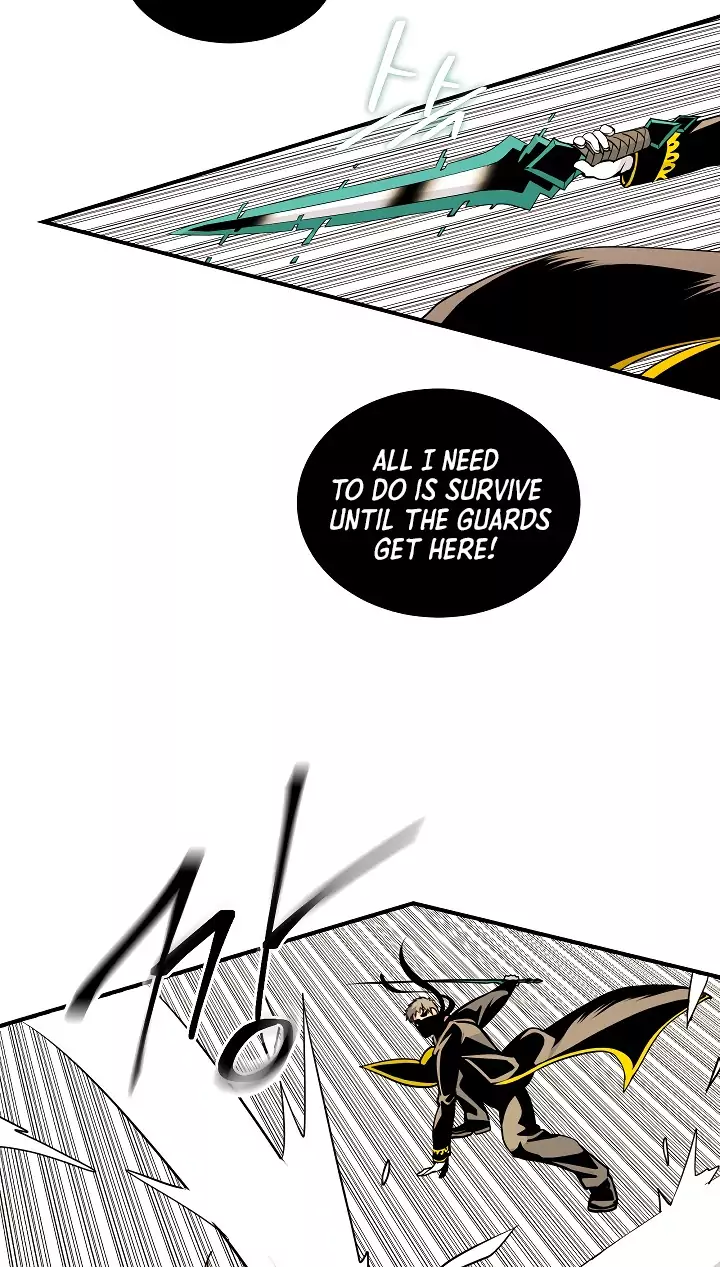 ALL I NEED
TO DO IS SURVIVE
UNTIL THE GUARDS
GET HERE!